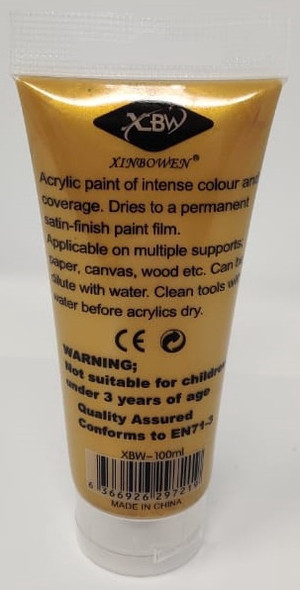 XBW
XINBOWEN®
Acrylic paint of intense colour and
coverage. Dries to a permanent
satin-finish paint film.
Applicable on multiple supports:
paper, canvas, wood etc. Can be
dilute with water. Clean tools
water before acrylics dry.
CE
WARNING;
Not suitable for children
under 3 years of age
Quality Assured
Conforms to EN71-3
XBW-100ml
6 366926
MADE IN CHINA